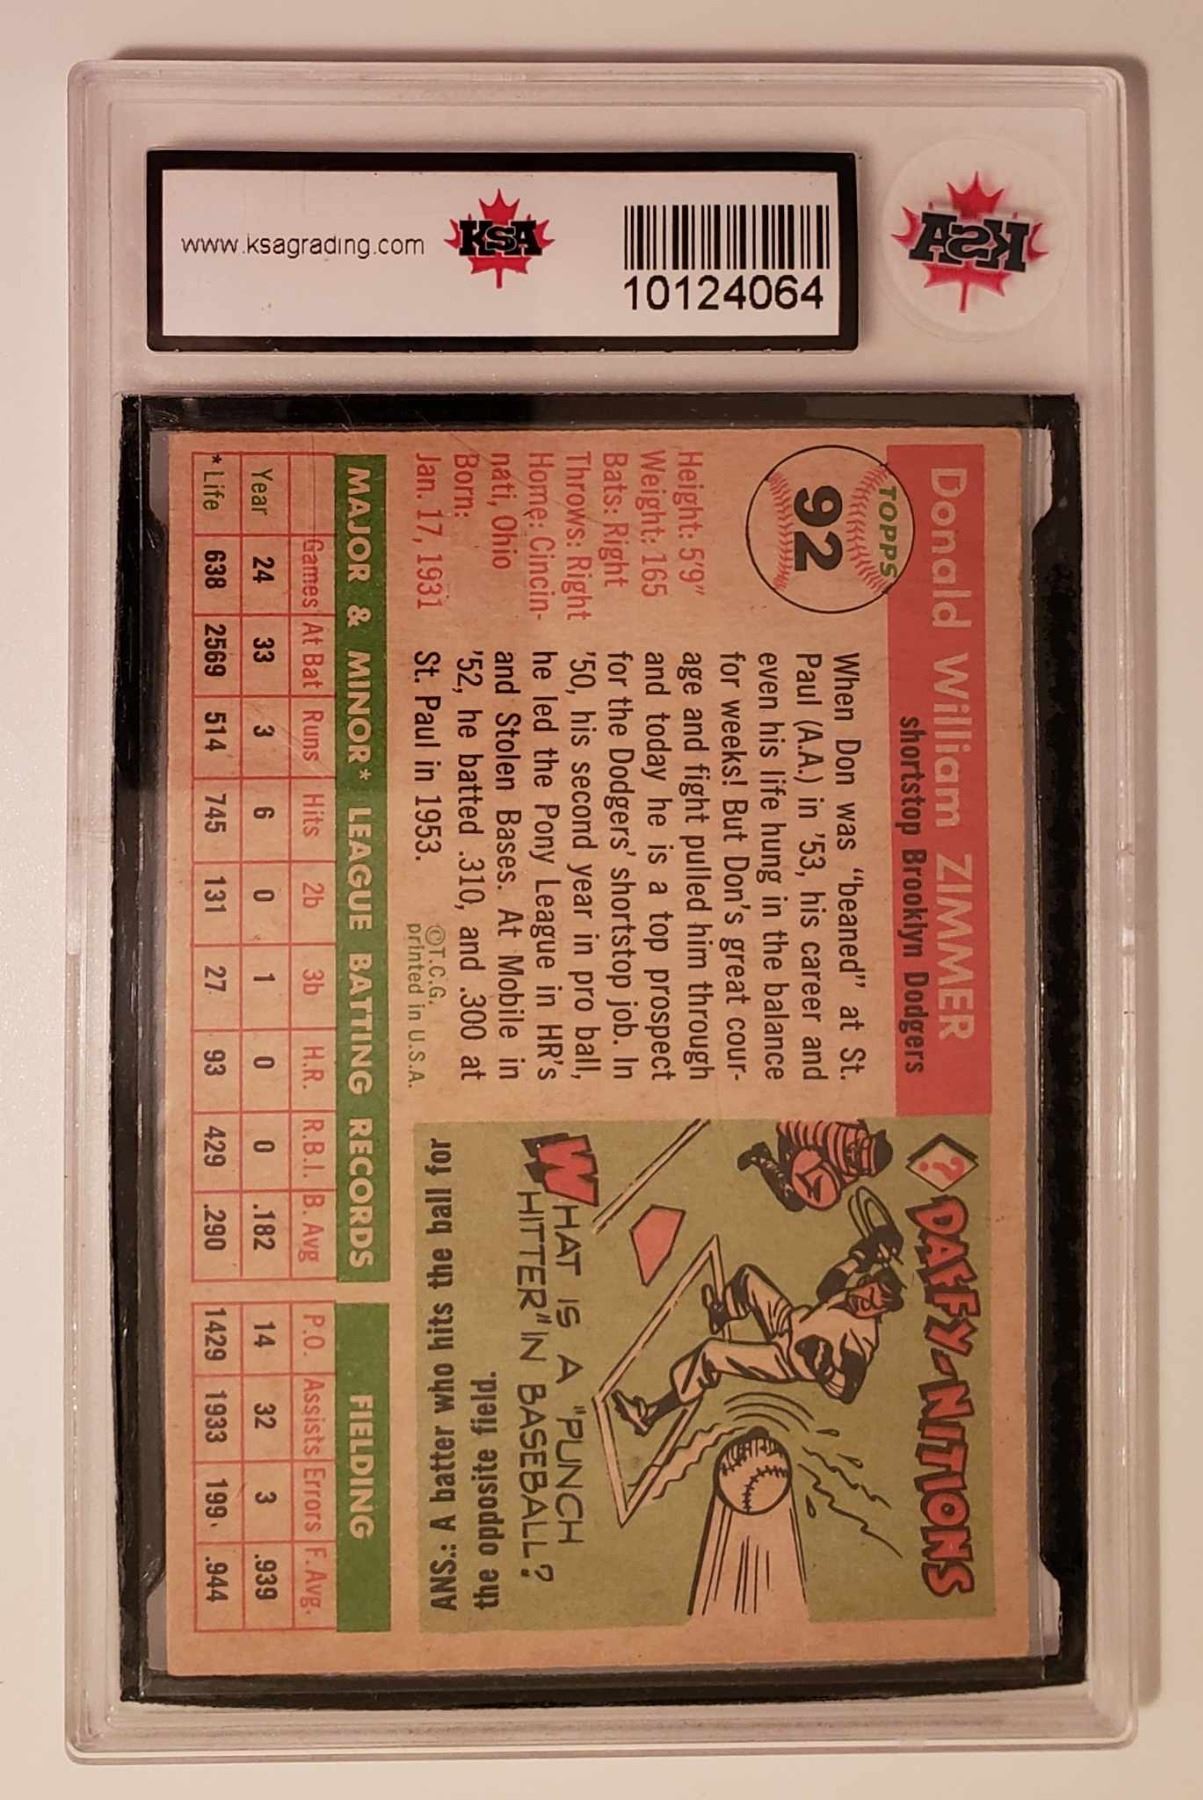 www.ksagrading.com
KSA
10124064
KSA
Donald William ZIMMER
shortstop Brooklyn Dodgers
TOPPS
92
Height: 5'9"
Weight: 165
Bats: Right
Throws: Right
Home: Cincin-
nati, Ohio
Born:
Jan. 17, 1931
When Don was "beaned" at St.
Paul (A.A.) in '53, his career and
even his life hung in the balance
for weeks! But Don's great cour-
age and fight pulled him through
and today he is a top prospect
for the Dodgers' shortstop job. In
'50, his second year in pro ball,
he led the Pony League in HR's
and Stolen Bases. At Mobile in
'52, he batted .310, and .300 at
St. Paul in 1953.
©T.C.G.
printed in U.S.A.
? DAFFY-NITIONS
WHAT IS A "PUNCH
HITTER" IN BASEBALL?
ANS.: A batter who hits the ball for
the opposite field.
MAJOR & MINOR* LEAGUE BATTING RECORDS FIELDING
Games At Bat Runs Hits 2b 3b H.R. R.B.I. B. Avg P.O. Assists Errors F. Avg.
Year 24 33 3 6 0 1 0 0 .182 14 32 3 .939
* Life 638 2569 514 745 131 27 93 429 .290 1429 1933 199 .944